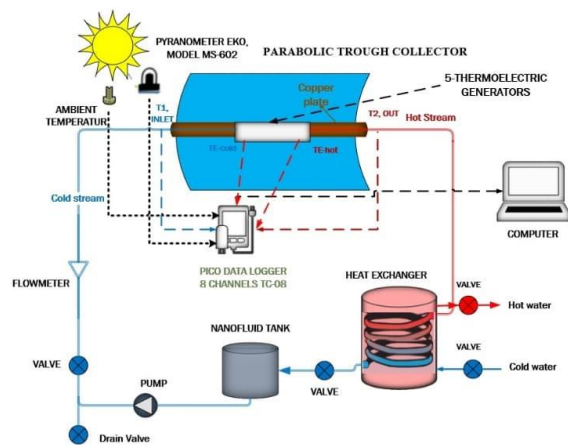 PYRANOMETER EKO,
MODEL MS-602
PARABOLIC TROUGH COLLECTOR
5-THERMOELECTRIC
GENERATORS
Copper
plate
AMBIENT
TEMPERATUR
T1,
INLET
T2, OUT
Hot Stream
TE-cold
TE-hot
Cold stream
COMPUTER
PICO DATA LOGGER
8 CHANNELS TC-08
FLOWMETER
HEAT EXCHANGER
VALVE
Hot water
NANOFLUID TANK
VALVE
Cold water
VALVE
VALVE
PUMP
Drain Valve